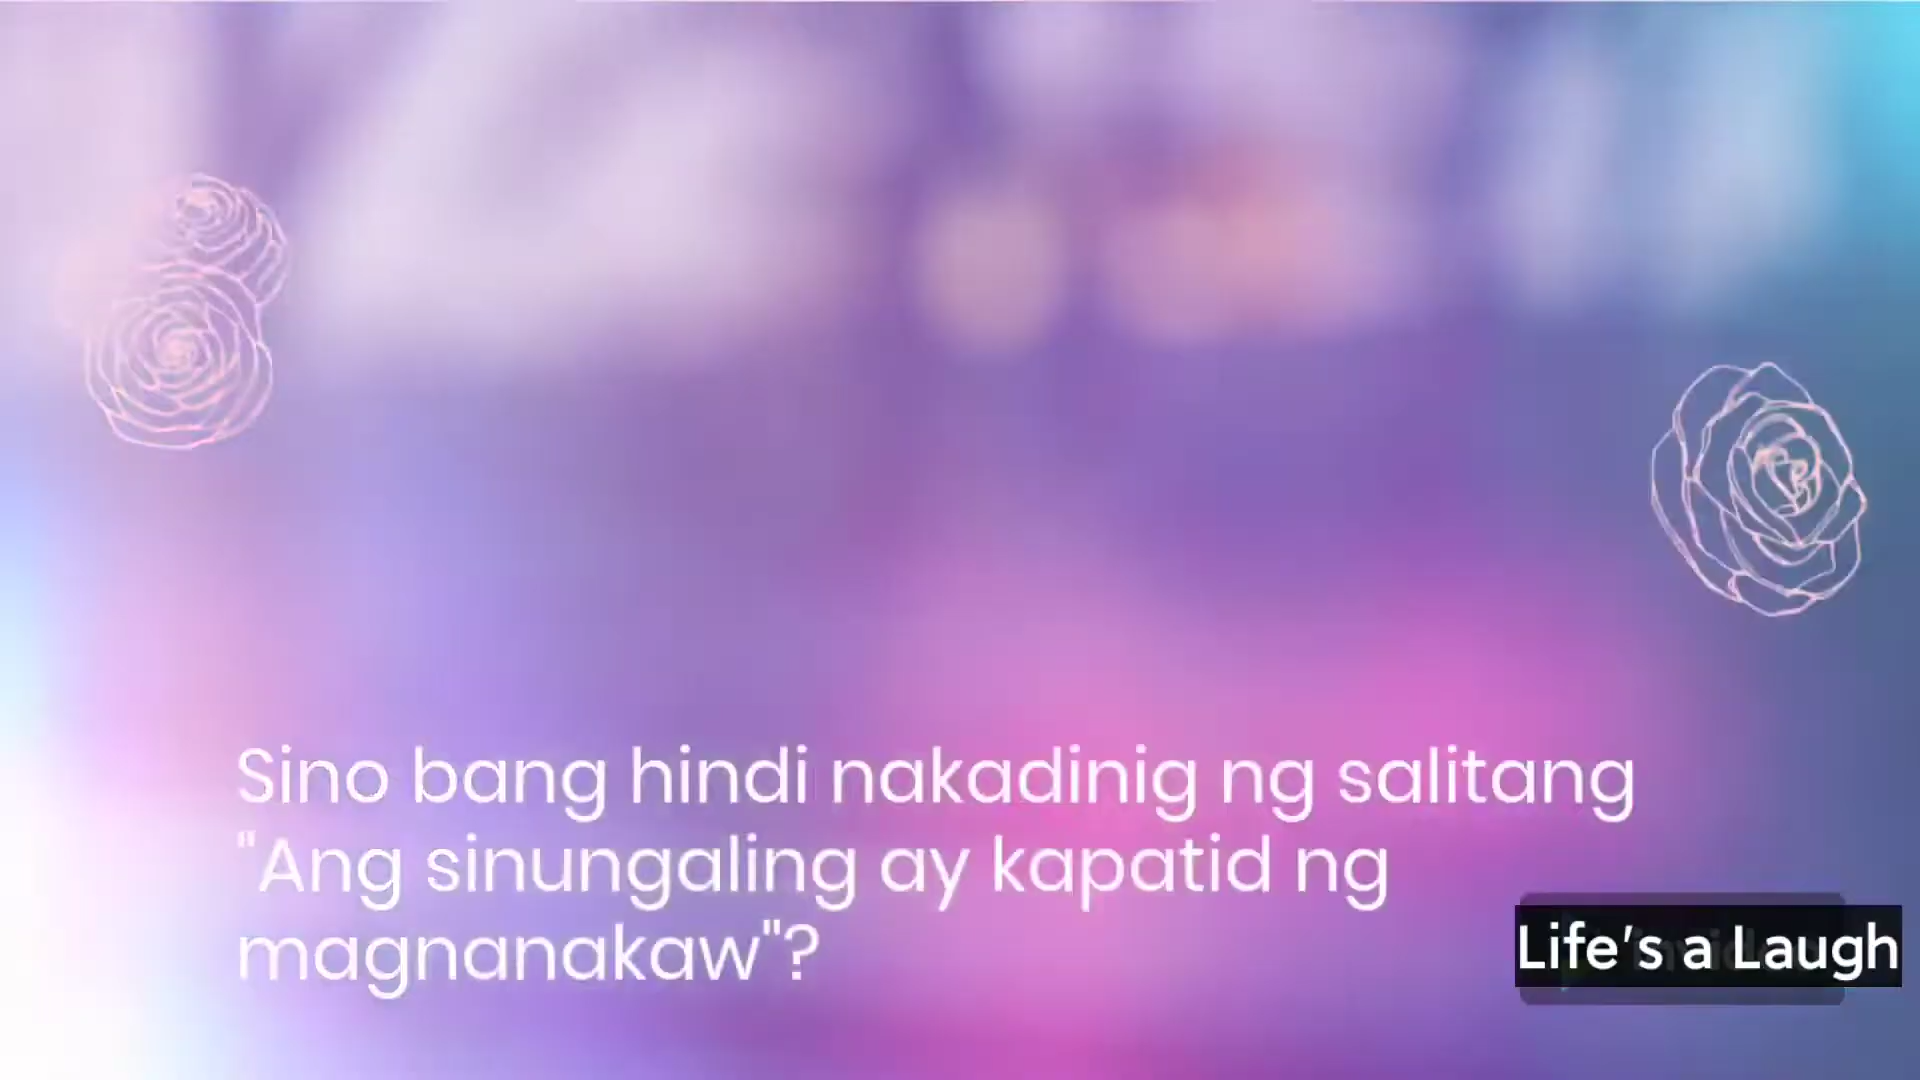 Sino bang hindi nakadinig ng salitang
"Ang sinungaling ay kapatid ng
magnanakaw"?
Life's a Laugh